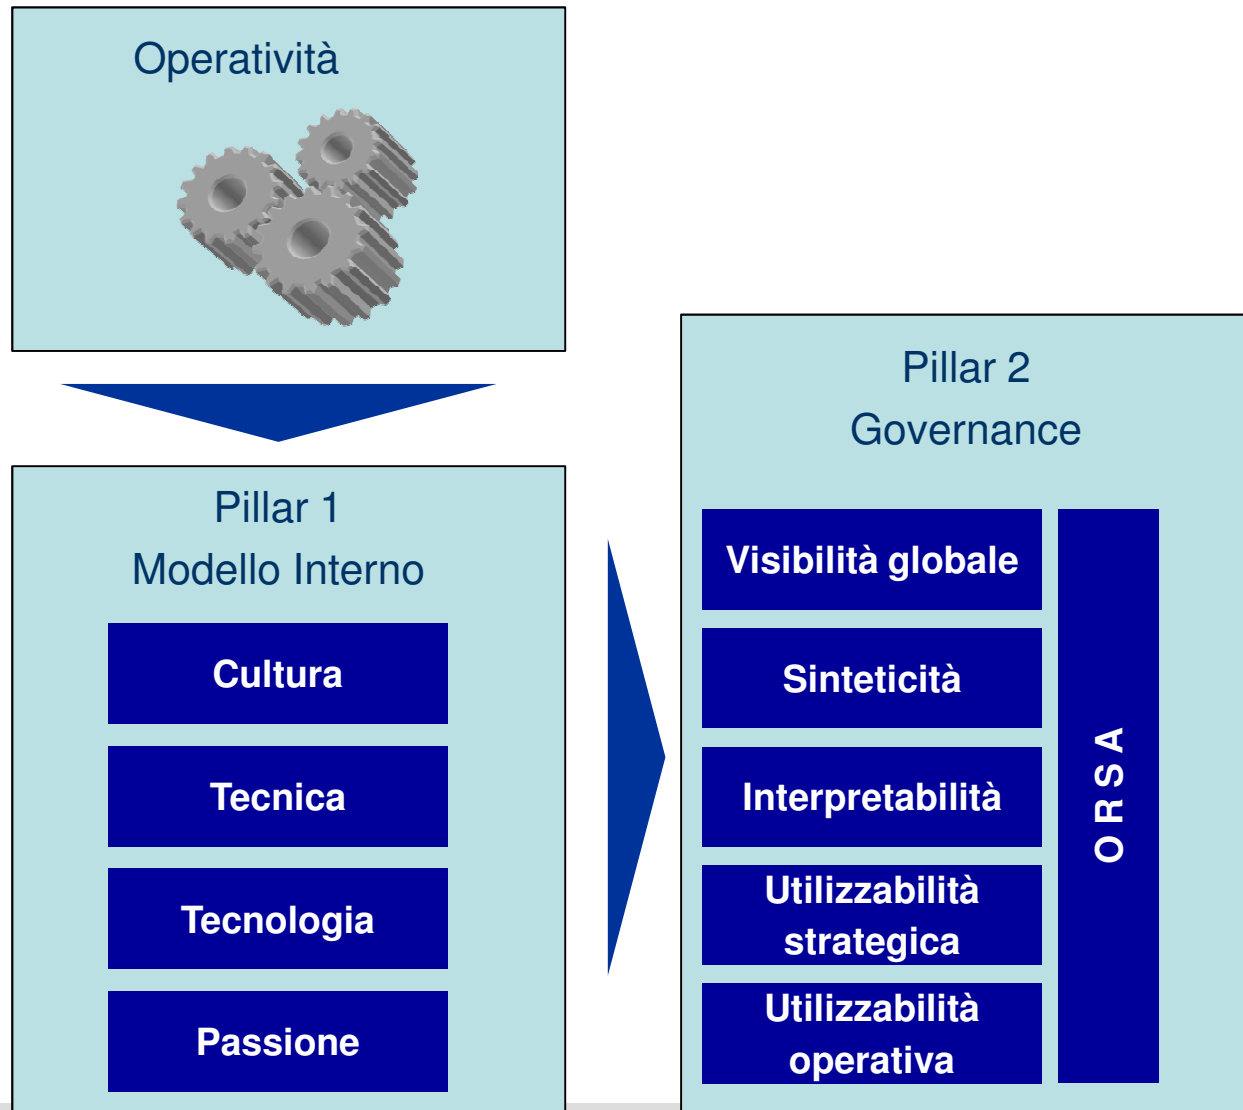 Operatività
Pillar 1
Modello Interno
Cultura
Tecnica
Tecnologia
Passione
Pillar 2
Governance
Visibilità globale
Sinteticità
Interpretabilità
Utilizzabilità
strategica
Utilizzabilità
operativa
O R S A